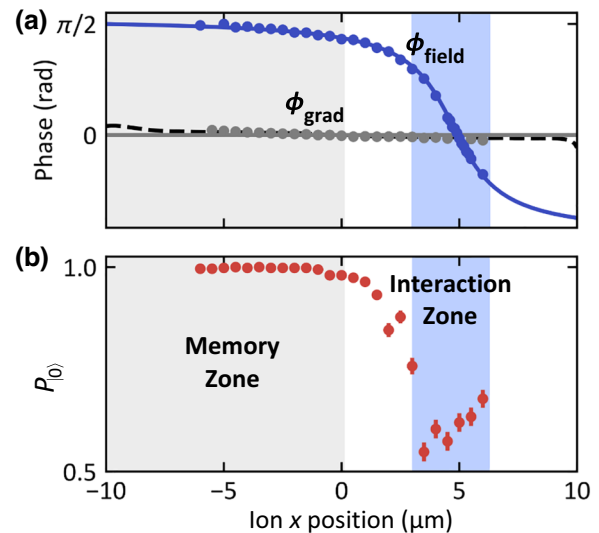 (a)
π/2
ϕfield
ϕgrad
0
Phase (rad)
(b)
1.0
Interaction
Zone
Memory
Zone
P|0⟩
0.5
−10
−5
0
5
10
Ion x position (μm)